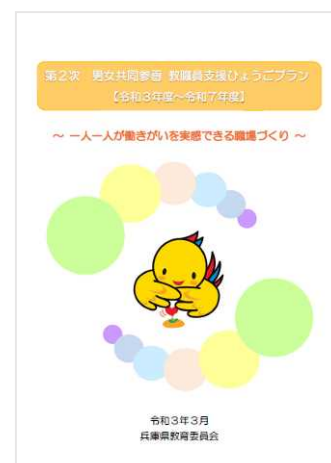 第2次 男女共同参画 教職員支援ひょうごプラン
【令和3年度～令和7年度】
～ 一人一人が働きがいを実感できる職場づくり ～
令和3年3月
兵庫県教育委員会